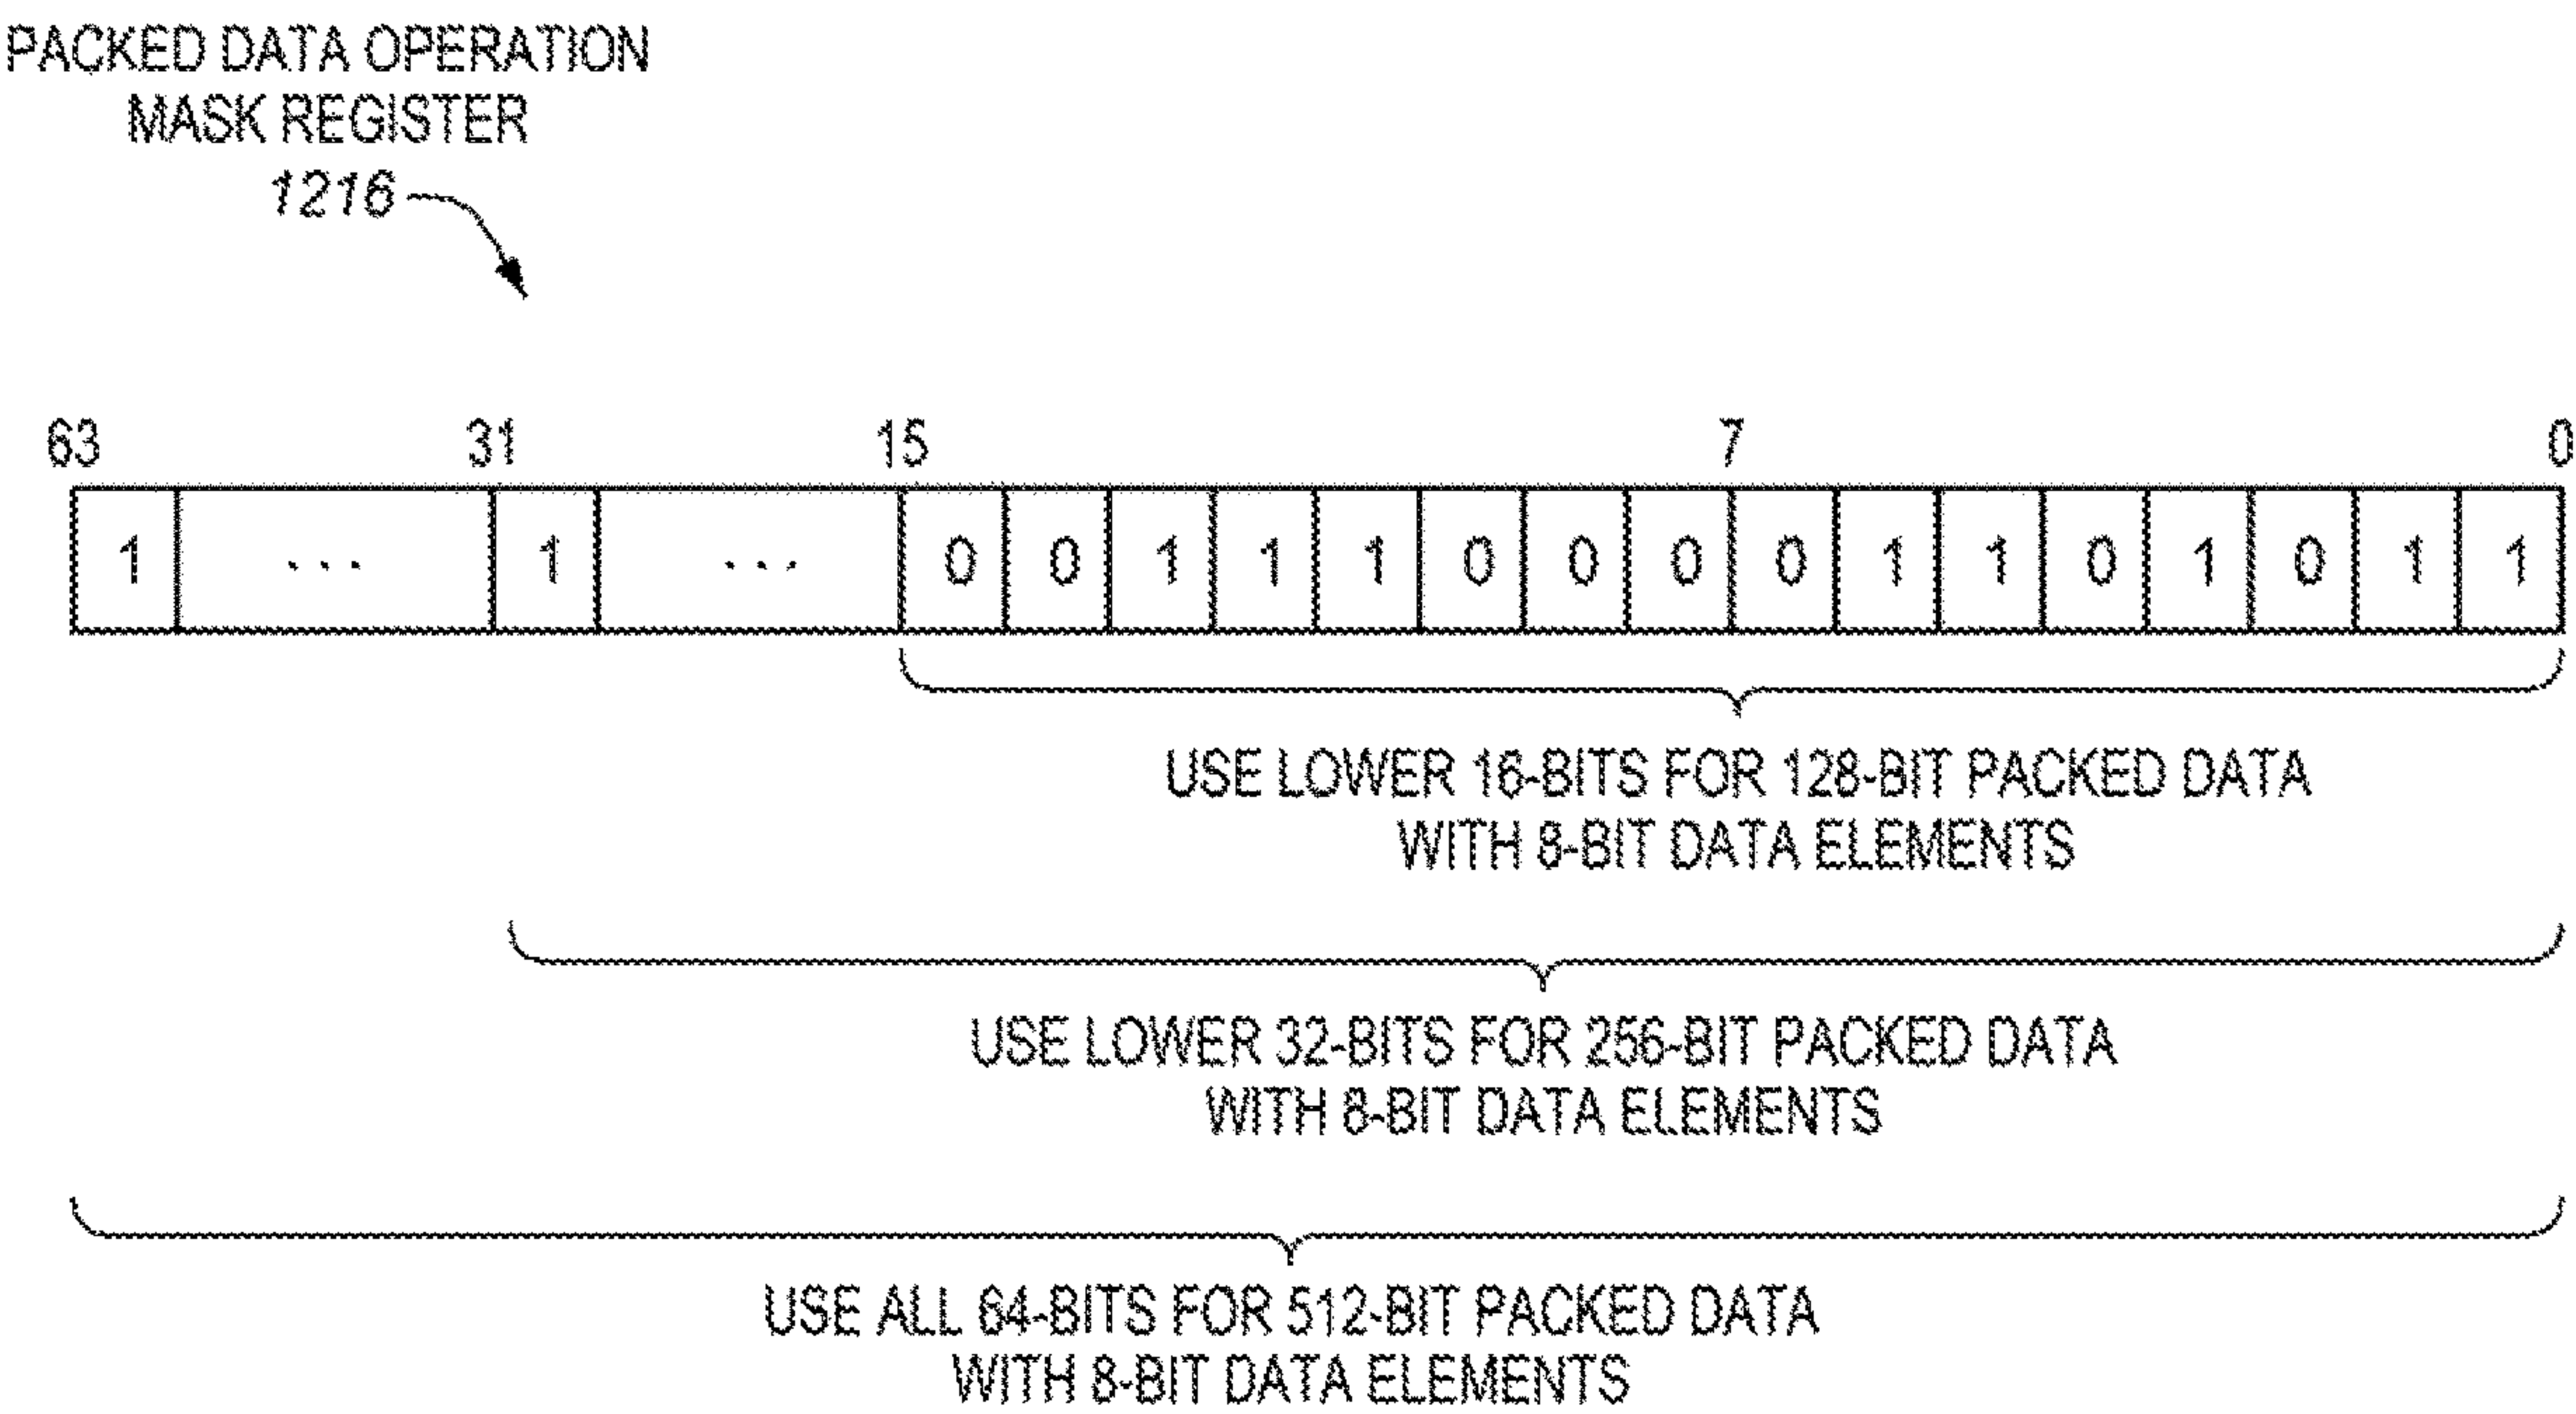 PACKED DATA OPERATION
MASK REGISTER
1216
63 31 15 7 0
1 ... 1 ... 0 0 1 1 1 0 0 0 0 1 1 0 1 0 1 1
USE LOWER 16-BITS FOR 128-BIT PACKED DATA
WITH 8-BIT DATA ELEMENTS
USE LOWER 32-BITS FOR 256-BIT PACKED DATA
WITH 8-BIT DATA ELEMENTS
USE ALL 64-BITS FOR 512-BIT PACKED DATA
WITH 8-BIT DATA ELEMENTS